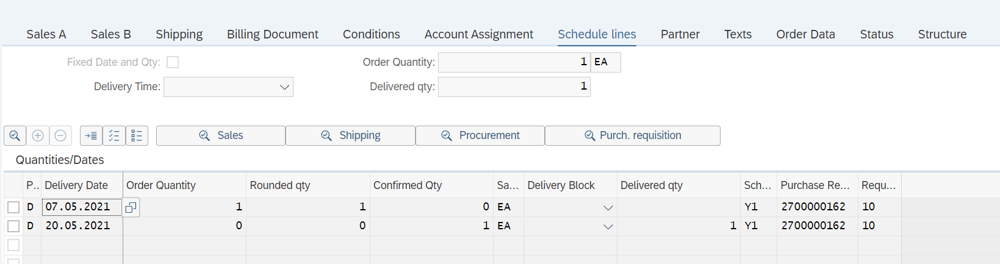 Sales A Sales B Shipping Billing Document Conditions Account Assignment Schedule lines Partner Texts Order Data Status Structure
Fixed Date and Qty: Order Quantity: 1 EA
Delivery Time: Delivered qty: 1
Sales Shipping Procurement Purch. requisition
Quantities/Dates
P.. Delivery Date Order Quantity Rounded qty Confirmed Qty Sa... Delivery Block Delivered qty Sch... Purchase Re... Requ...
D 07.05.2021 1 1 0 EA Y1 2700000162 10
D 20.05.2021 0 0 1 EA 1 Y1 2700000162 10